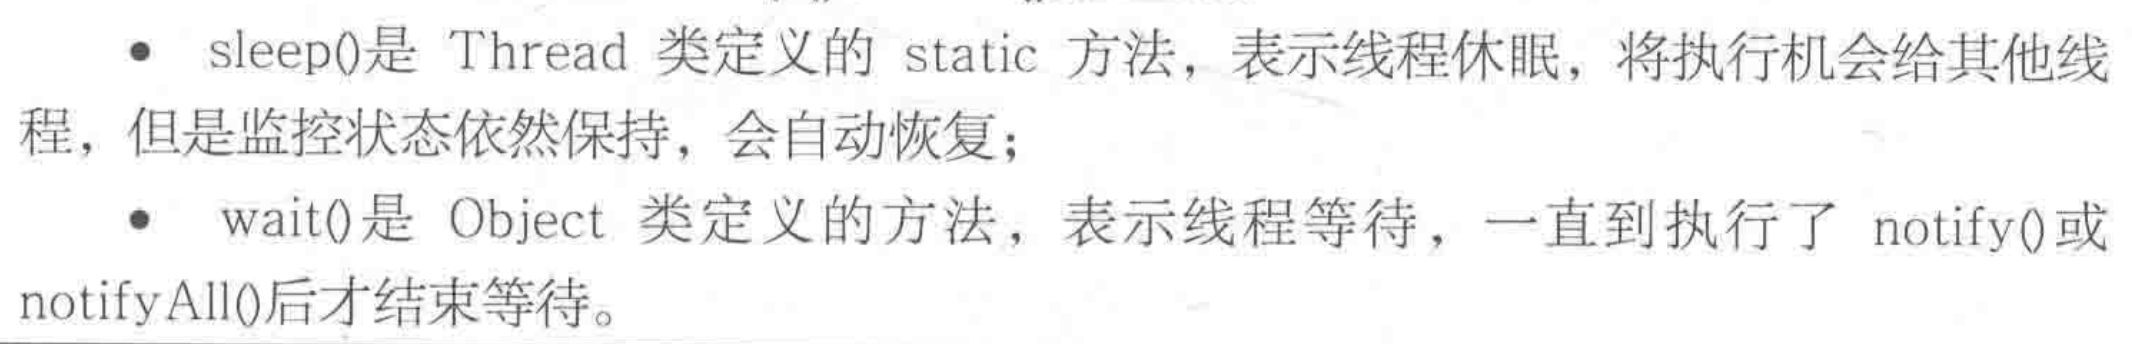 • sleep()是 Thread 类定义的 static 方法，表示线程休眠，将执行机会给其他线
程，但是监控状态依然保持，会自动恢复；
• wait()是 Object 类定义的方法，表示线程等待，一直到执行了 notify()或
notifyAll()后才结束等待。